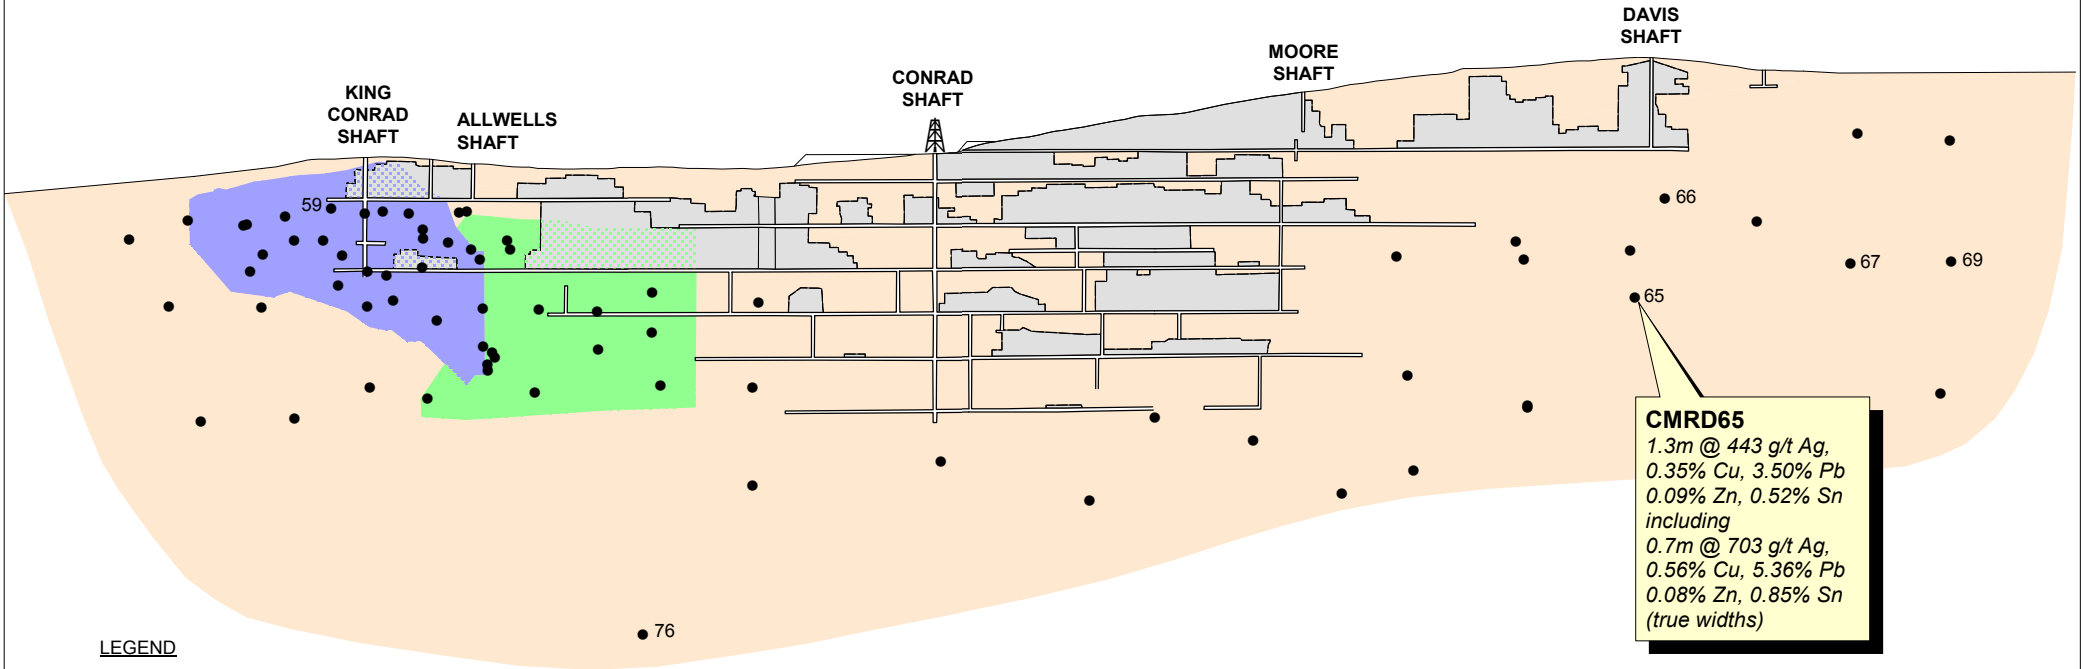 DAVIS
SHAFT
MOORE
SHAFT
CONRAD
SHAFT
KING
CONRAD
SHAFT
ALLWELLS
SHAFT
59
66
67
69
65
76
CMRD65
1.3m @ 443 g/t Ag,
0.35% Cu, 3.50% Pb
0.09% Zn, 0.52% Sn
including
0.7m @ 703 g/t Ag,
0.56% Cu, 5.36% Pb
0.08% Zn, 0.85% Sn
(true widths)
LEGEND